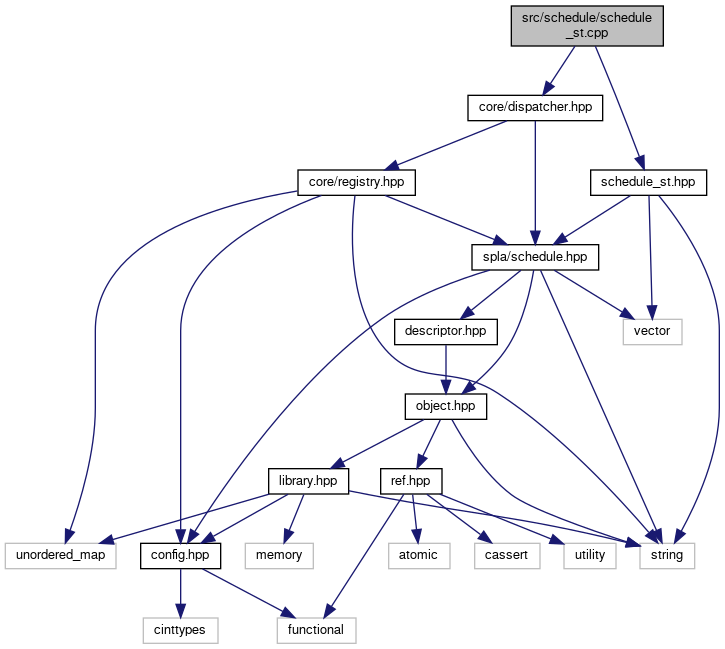 src/schedule/schedule
_st.cpp
core/dispatcher.hpp
core/registry.hpp
schedule_st.hpp
spla/schedule.hpp
descriptor.hpp
vector
object.hpp
library.hpp
ref.hpp
unordered_map
config.hpp
memory
atomic
cassert
utility
string
cinttypes
functional